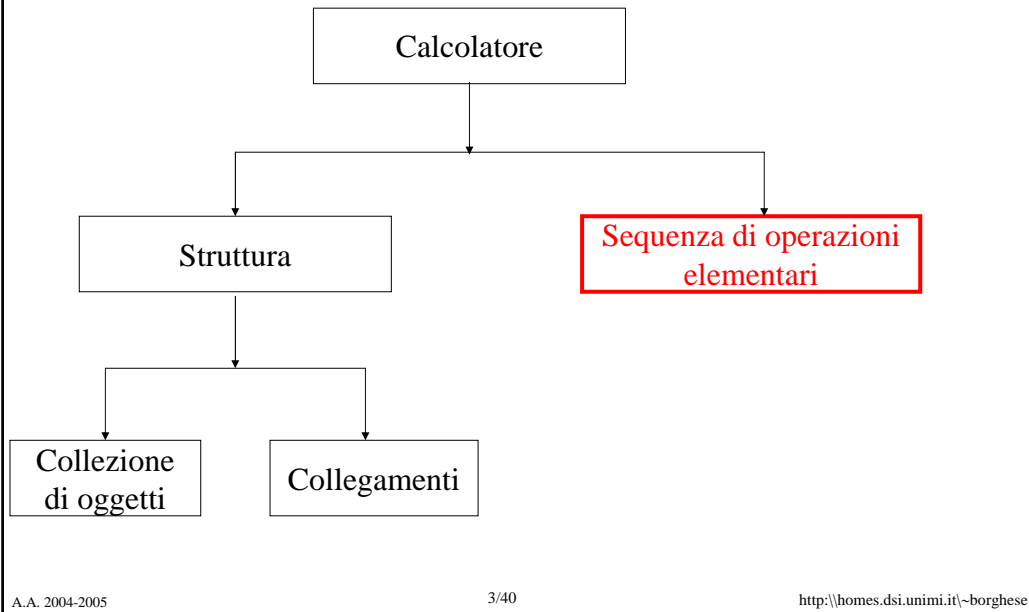 Calcolatore
Struttura
Sequenza di operazioni
elementari
Collezione
di oggetti
Collegamenti
A.A. 2004-2005
3/40
http:\\homes.dsi.unimi.it\~borghese